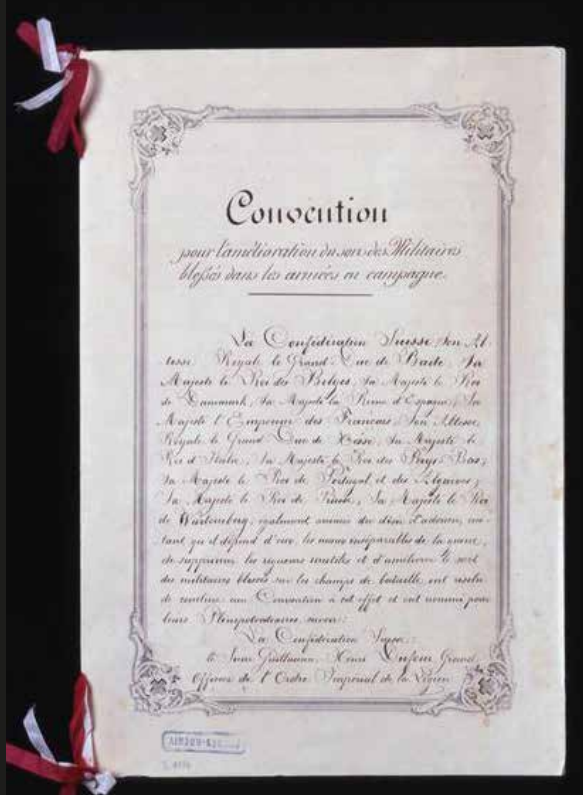 Convention
pour l'amélioration du sort des Militaires
blessés dans les armées en campagne
La Confédération Suisse, Son Al-
tesse Royale le Grand-Duc de Bade, Sa
Majesté le Roi des Belges, Sa Majesté le Roi
de Danemark, Sa Majesté la Reine d'Espagne, Sa
Majesté l'Empereur des Français, Son Altesse
Royale le Grand Duc de Hesse, Sa Majesté le
Roi d'Italie, Sa Majesté le Roi des Pays-Bas,
Sa Majesté le Roi de Portugal et des Algarves,
Sa Majesté le Roi de Prusse, Sa Majesté le Roi
de Würtemberg, également animés du désir d'adoucir, au-
tant qu'il dépend d'eux, les maux inséparables de la guerre,
de supprimer les rigueurs inutiles et d'améliorer le sort
des militaires blessés sur les champs de bataille, ont résolu
de conclure une Convention à cet effet et ont nommé pour
leurs Plénipotentiaires, savoir:
La Confédération Suisse:
le Sieur Guillaume Henri Dufour, Grand
Officier de l'Ordre Impérial de la Légion